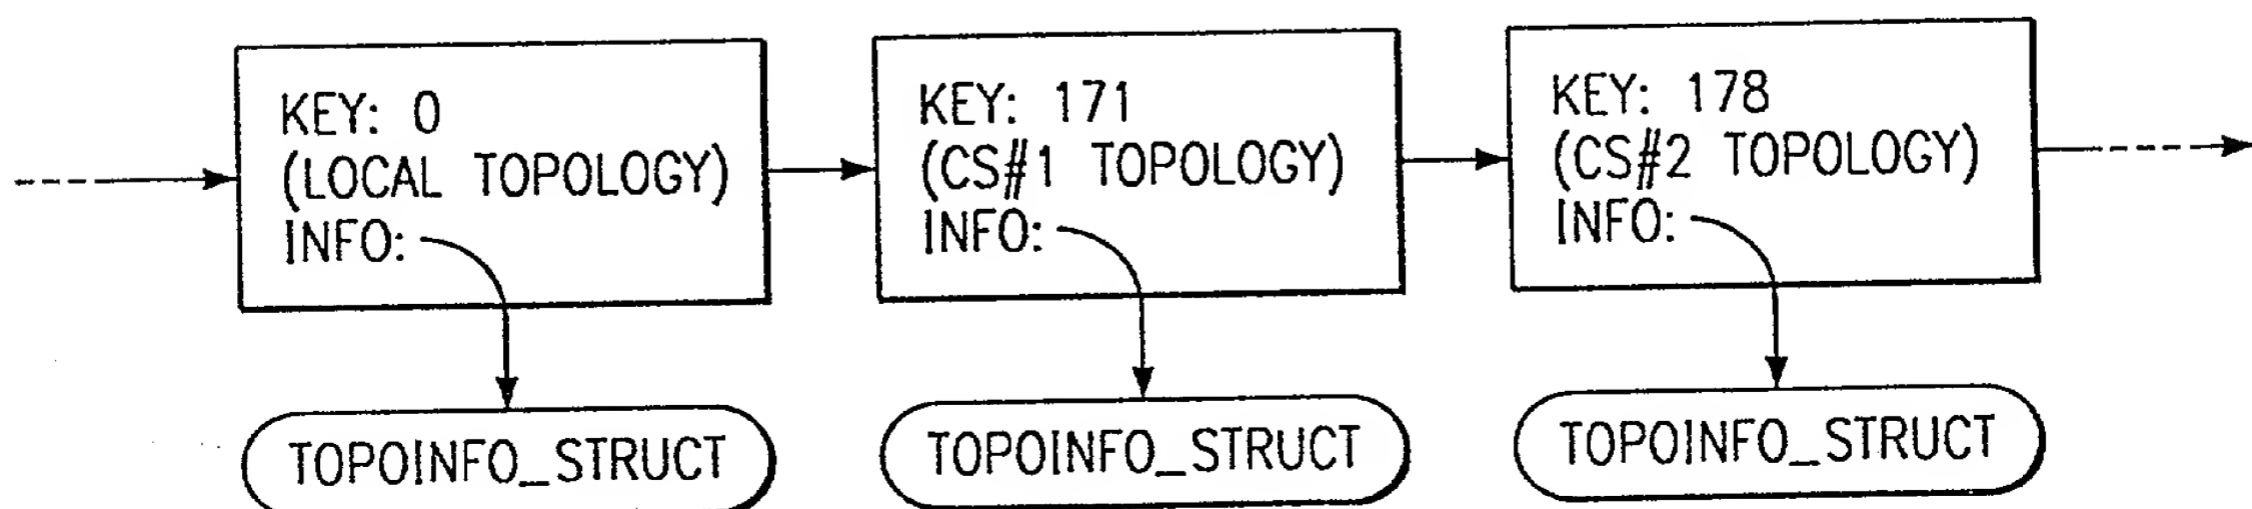 KEY: 0
(LOCAL TOPOLOGY)
INFO:
KEY: 171
(CS#1 TOPOLOGY)
INFO:
KEY: 178
(CS#2 TOPOLOGY)
INFO:
TOPOINFO_STRUCT
TOPOINFO_STRUCT
TOPOINFO_STRUCT